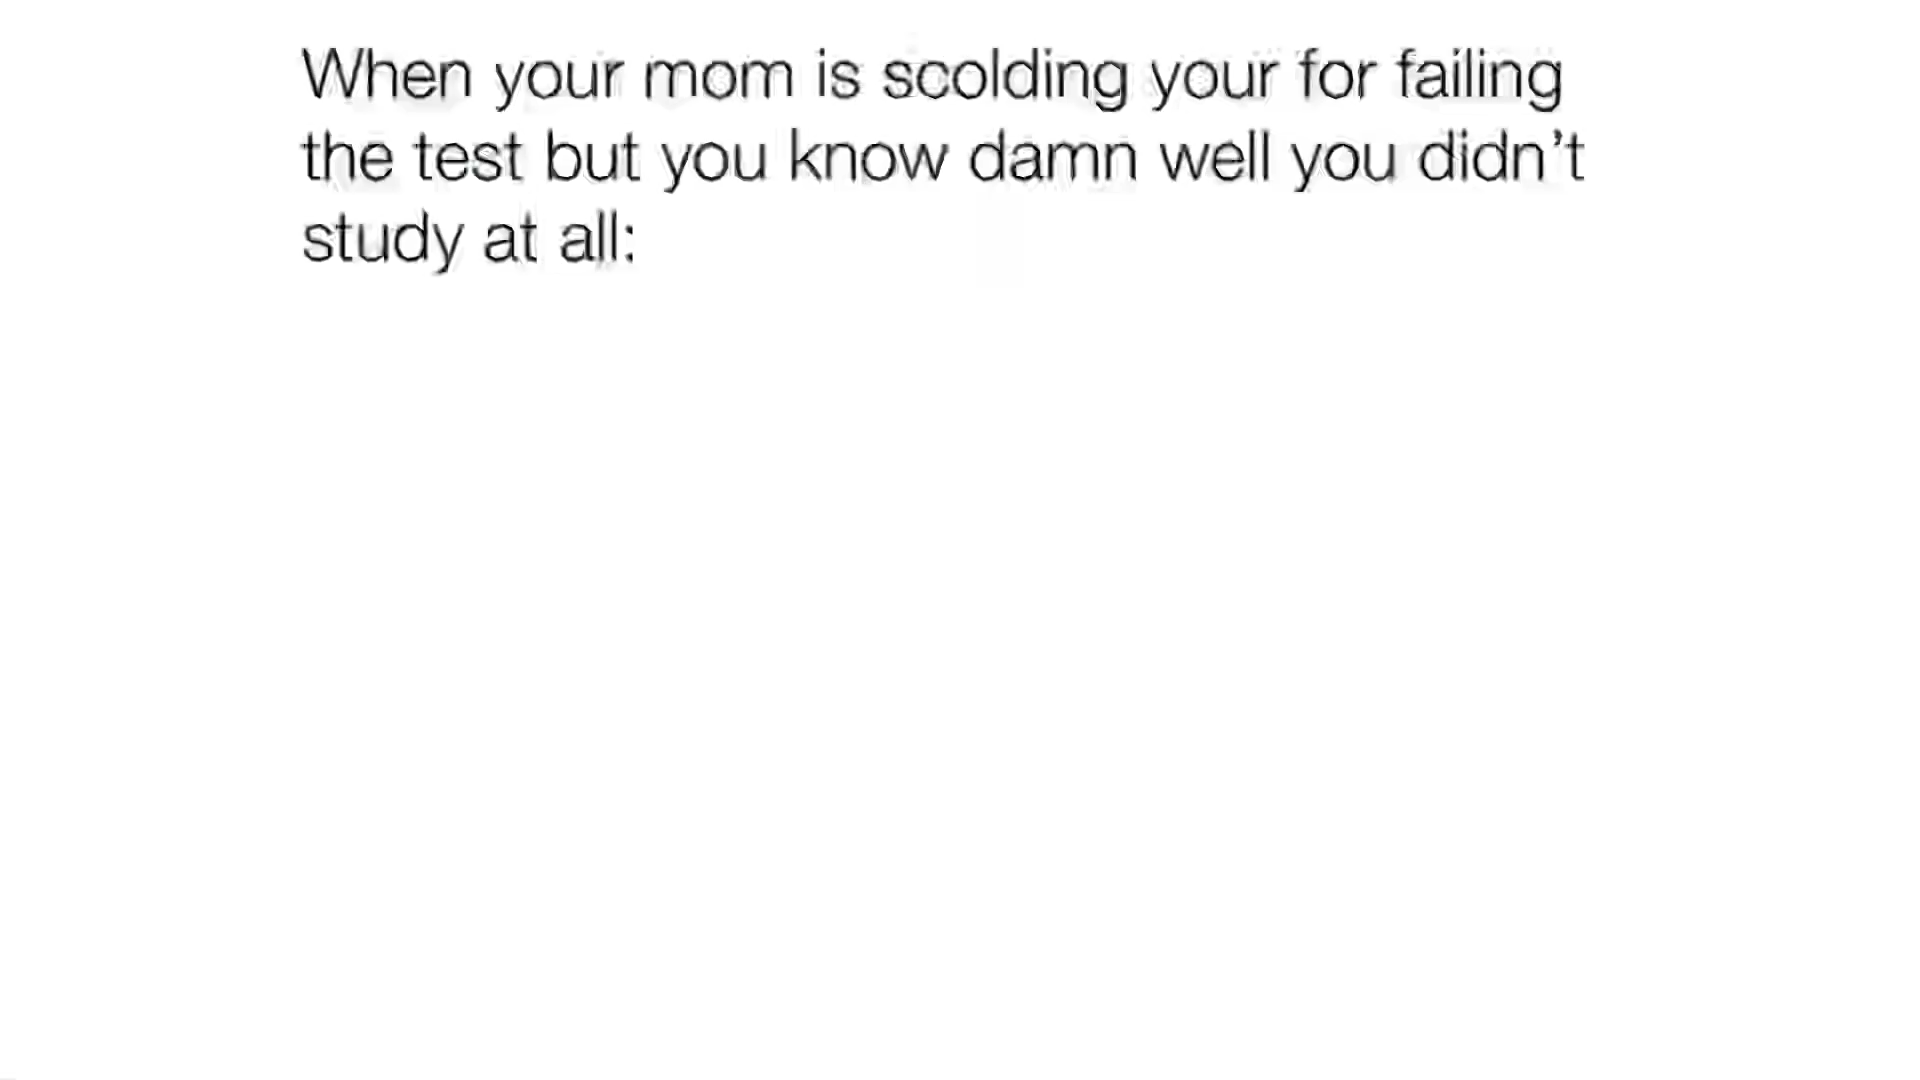 When your mom is scolding your for failing
the test but you know damn well you didn’t
study at all: